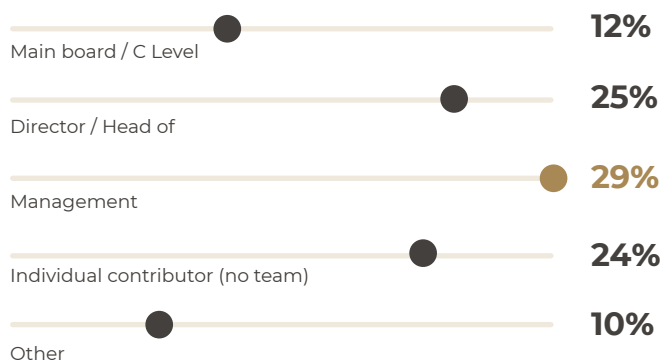 12%
Main board / C Level
25%
Director / Head of
29%
Management
24%
Individual contributor (no team)
10%
Other